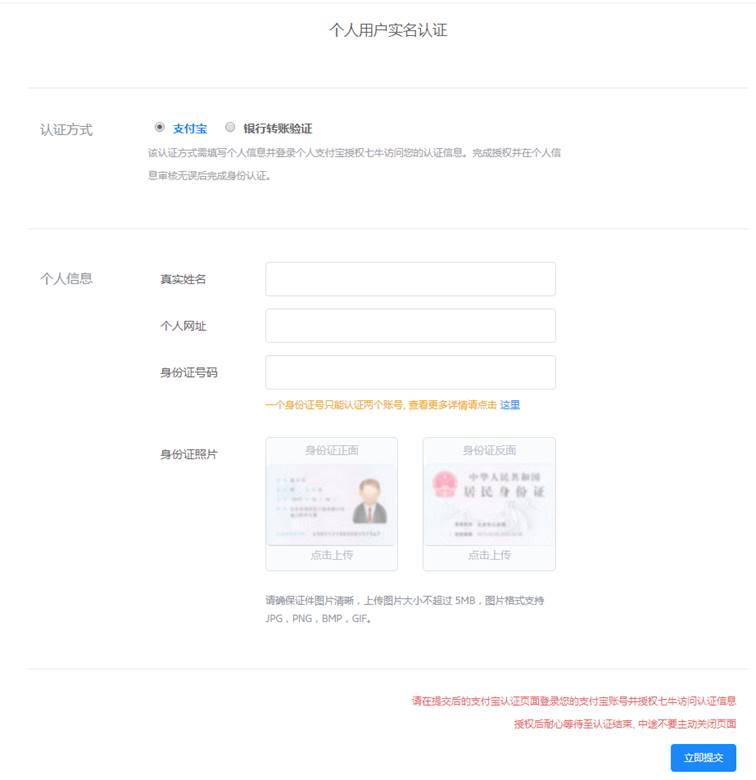 个人用户实名认证
认证方式
支付宝 银行转账验证
该认证方式需填写个人信息并登录个人支付宝授权七牛访问您的认证信息。完成授权并在个人信
息审核无误后完成身份认证。
个人信息
真实姓名
个人网址
身份证号码
一个身份证号只能认证两个账号, 查看更多详情请点击 这里
身份证照片
身份证正面
点击上传
身份证反面
中华人民共和国
居民身份证
点击上传
请确保证件图片清晰，上传图片大小不超过 5MB，图片格式支持
JPG，PNG，BMP，GIF。
请在提交后的支付宝认证页面登录您的支付宝账号并授权七牛访问认证信息
授权后耐心等待至认证结束, 中途不要主动关闭页面
立即提交